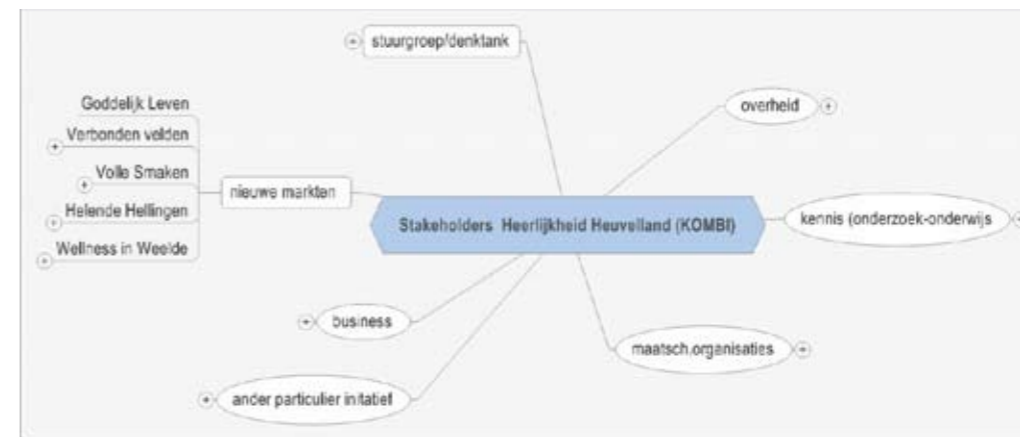 stuurgroep/denktank
overheid
Goddelijk Leven
Verbonden velden
Volle Smaken
Helende Hellingen
Wellness in Weelde
nieuwe markten
Stakeholders Heerlijkheid Heuvelland (KOMBI)
kennis (onderzoek-onderwijs
business
maatsch.organisaties
ander particulier initatief